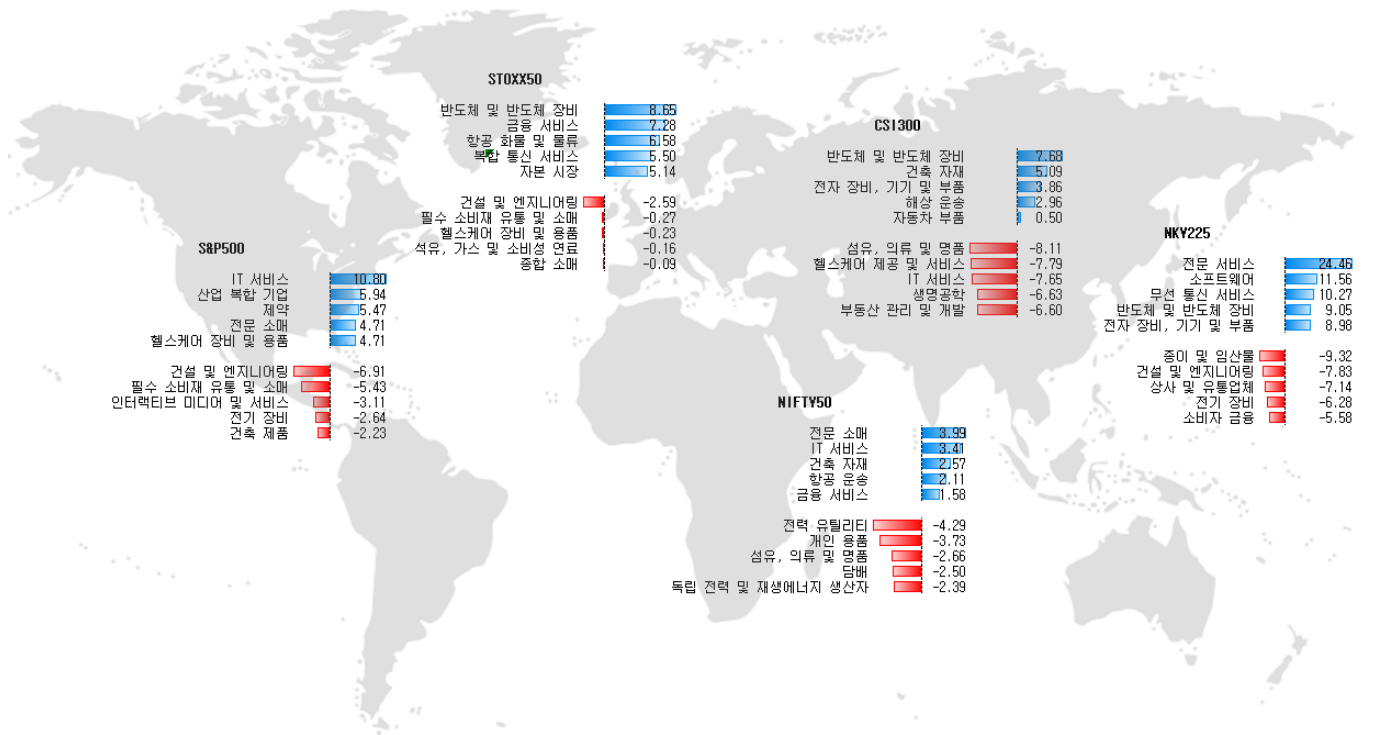 STOXX50
반도체 및 반도체 장비 8.65
금융 서비스 7.28
항공 화물 및 물류 6.58
복합 통신 서비스 5.50
자본 시장 5.14
건설 및 엔지니어링 -2.59
필수 소비재 유통 및 소매 -0.27
헬스케어 장비 및 용품 -0.23
석유, 가스 및 소비성 연료 -0.16
종합 소매 -0.09
CSI300
반도체 및 반도체 장비 7.68
건축 자재 5.09
전자 장비, 기기 및 부품 3.86
해상 운송 2.96
자동차 부품 0.50
섬유, 의류 및 명품 -8.11
헬스케어 제공 및 서비스 -7.79
IT 서비스 -7.65
생명공학 -6.63
부동산 관리 및 개발 -6.60
S&P500
IT 서비스 10.80
산업 복합 기업 5.94
제약 5.47
전문 소매 4.71
헬스케어 장비 및 용품 4.71
건설 및 엔지니어링 -6.91
필수 소비재 유통 및 소매 -5.43
인터랙티브 미디어 및 서비스 -3.11
전기 장비 -2.64
건축 제품 -2.23
NKY225
전문 서비스 24.46
소프트웨어 11.56
무선 통신 서비스 10.27
반도체 및 반도체 장비 9.05
전자 장비, 기기 및 부품 8.98
종이 및 임산물 -9.32
건설 및 엔지니어링 -7.83
상사 및 유통업체 -7.14
전기 장비 -6.28
소비자 금융 -5.58
NIFTY50
전문 소매 3.99
IT 서비스 3.41
건축 자재 2.57
항공 운송 2.11
금융 서비스 1.58
전력 유틸리티 -4.29
개인 용품 -3.73
섬유, 의류 및 명품 -2.66
담배 -2.50
독립 전력 및 재생에너지 생산자 -2.39